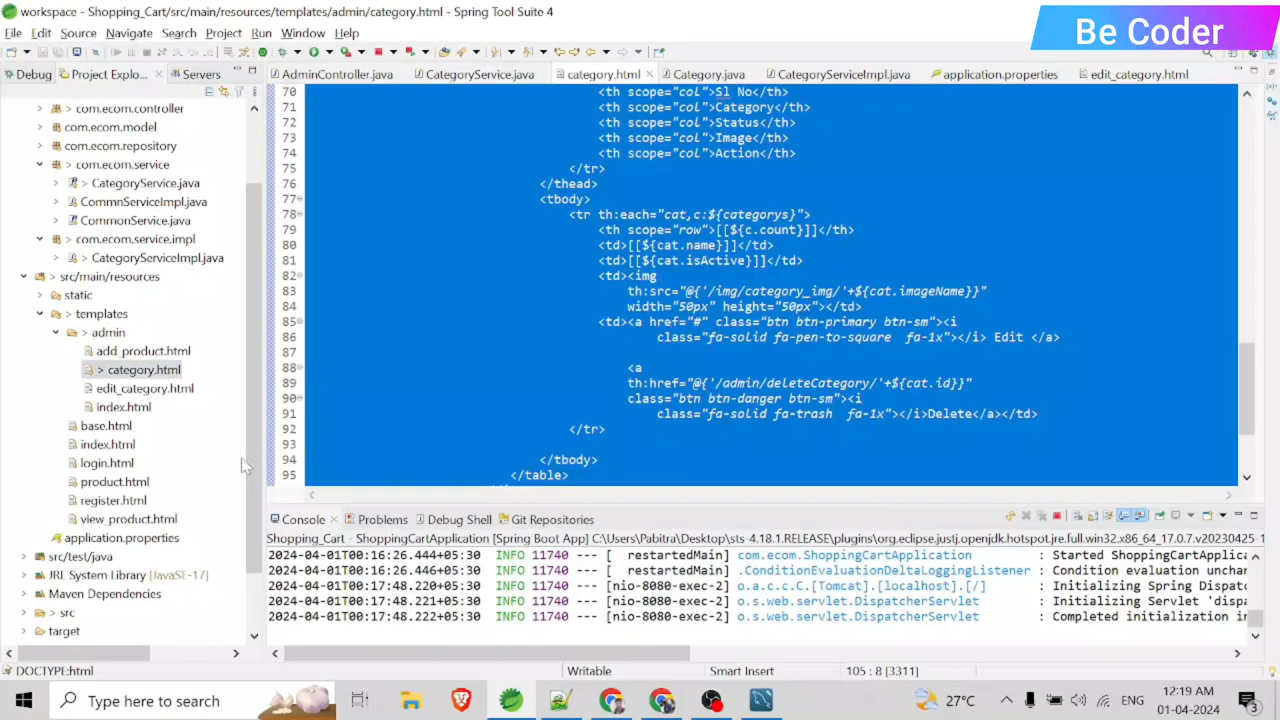 workspace - Shopping_Cart/src/main/resources/templates/admin/category.html - Spring Tool Suite 4
Be Coder
File Edit Source Navigate Search Project Run Window Help
Debug Project Explo... Servers
AdminController.java CategoryService.java category.html Category.java CategoryServiceImpl.java application.properties edit_category.html
> com.ecom.controller
> com.ecom.model
> com.ecom.repository
> com.ecom.service
> CategoryService.java
> CommnServiceImpl.java
> CommonService.java
> com.ecom.service.impl
> CategoryServiceImpl.java
> src/main/resources
static
> templates
> admin
add_product.html
> category.html
edit_category.html
index.html
base.html
index.html
login.html
product.html
register.html
view_product.html
application.properties
src/test/java
JRE System Library [JavaSE-17]
Maven Dependencies
> src
target
70 <th scope="col">Sl No</th>
71 <th scope="col">Category</th>
72 <th scope="col">Status</th>
73 <th scope="col">Image</th>
74 <th scope="col">Action</th>
75 </tr>
76 </thead>
77 <tbody>
78 <tr th:each="cat,c:${categorys}">
79 <th scope="row">[[${c.count}]]</th>
80 <td>[[${cat.name}]]</td>
81 <td>[[${cat.isActive}]]</td>
82 <td><img
83 th:src="@{'/img/category_img/'+${cat.imageName}}"
84 width="50px" height="50px"></td>
85 <td><a href="#" class="btn btn-primary btn-sm"><i
86 class="fa-solid fa-pen-to-square fa-1x"></i> Edit </a>
87
88 <a
89 th:href="@{'/admin/deleteCategory/'+${cat.id}}"
90 class="btn btn-danger btn-sm"><i
91 class="fa-solid fa-trash fa-1x"></i>Delete</a></td>
92 </tr>
93
94 </tbody>
95 </table>
Console Problems Debug Shell Git Repositories
Shopping_Cart - ShoppingCartApplication [Spring Boot App] C:\Users\Pabitra\Desktop\sts-4.18.1.RELEASE\plugins\org.eclipse.justj.openjdk.hotspot.jre.full.win32.x86_64_17.0.7.v20230425-1
2024-04-01T00:16:26.444+05:30 INFO 11740 --- [ restartedMain] com.ecom.ShoppingCartApplication : Started ShoppingCartApplica
2024-04-01T00:16:26.446+05:30 INFO 11740 --- [ restartedMain] .ConditionEvaluationDeltaLoggingListener : Condition evaluation unchan
2024-04-01T00:17:48.220+05:30 INFO 11740 --- [nio-8080-exec-2] o.a.c.c.C.[Tomcat].[localhost].[/] : Initializing Spring Dispatc
2024-04-01T00:17:48.221+05:30 INFO 11740 --- [nio-8080-exec-2] o.s.web.servlet.DispatcherServlet : Initializing Servlet 'dispa
2024-04-01T00:17:48.222+05:30 INFO 11740 --- [nio-8080-exec-2] o.s.web.servlet.DispatcherServlet : Completed initialization in
DOCTYPE:html Writable Smart Insert 105 : 8 [3311]
Type here to search 27°C ENG 12:19 AM
01-04-2024 3